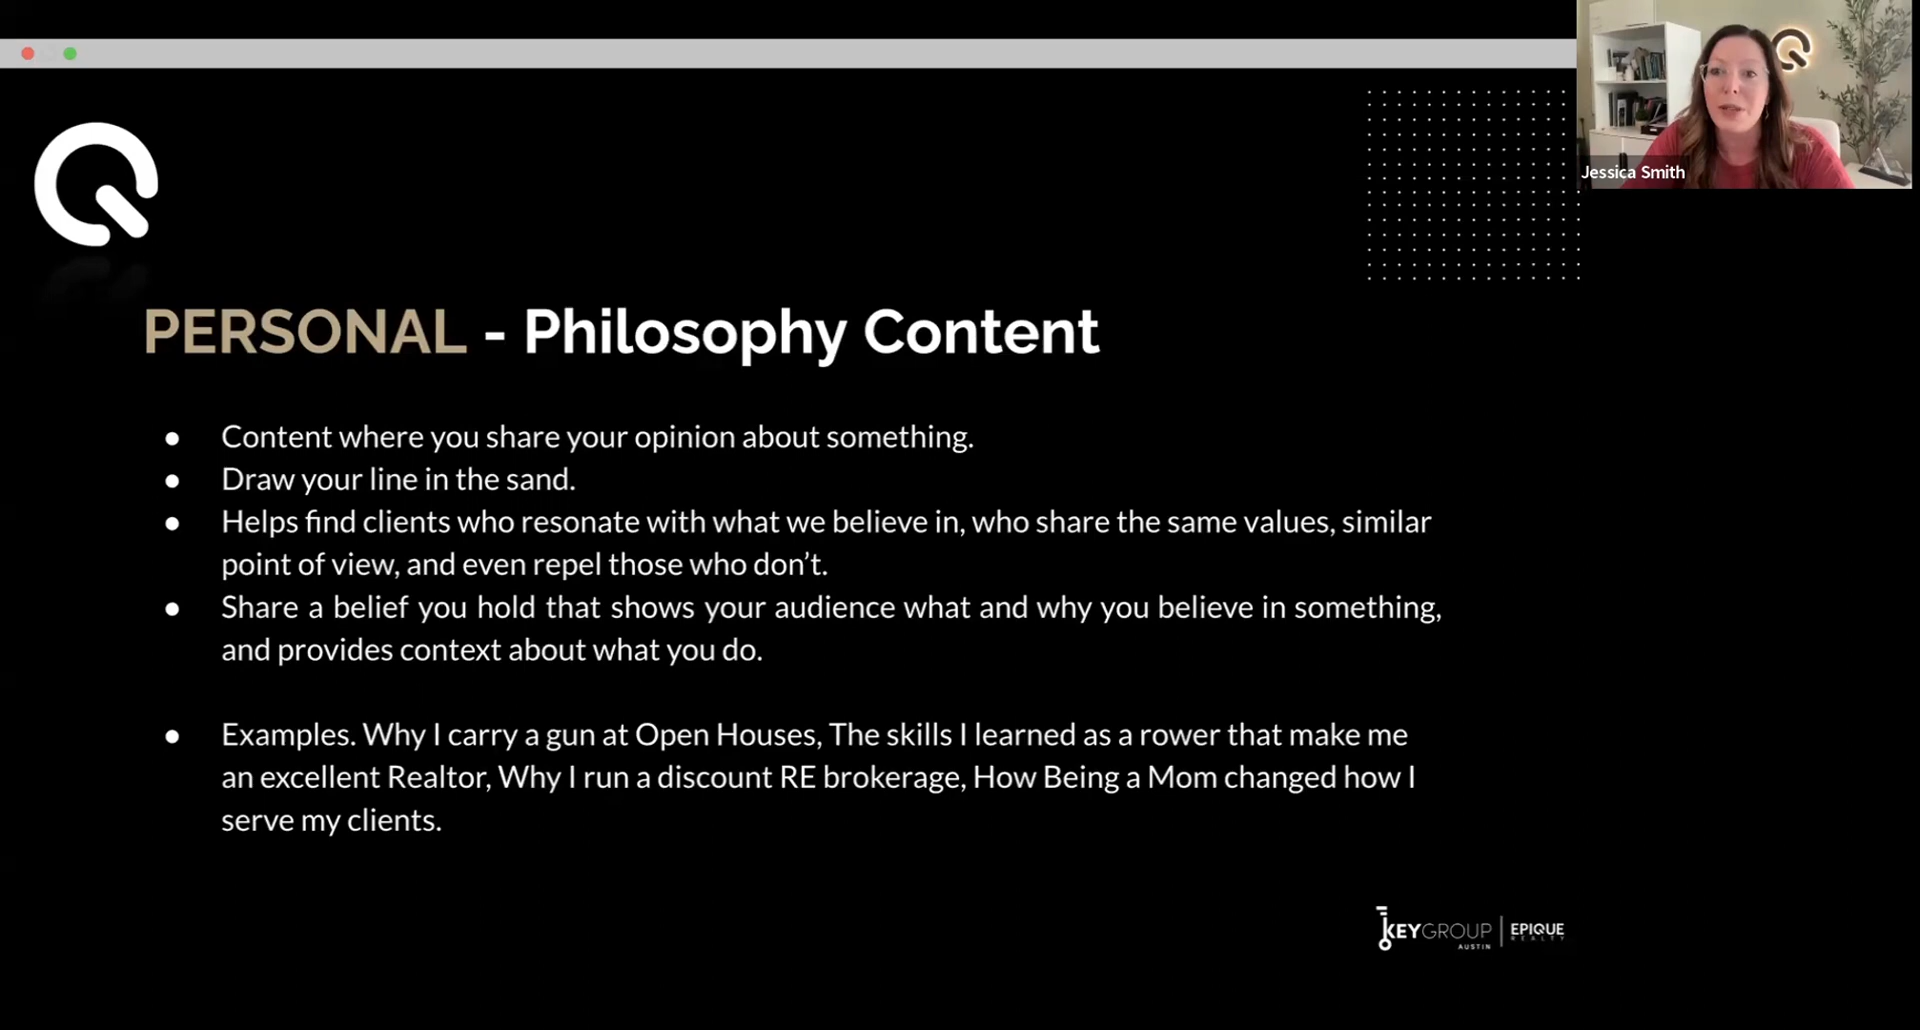 Jessica Smith
PERSONAL - Philosophy Content
● Content where you share your opinion about something.
● Draw your line in the sand.
● Helps find clients who resonate with what we believe in, who share the same values, similar
point of view, and even repel those who don’t.
● Share a belief you hold that shows your audience what and why you believe in something,
and provides context about what you do.
● Examples. Why I carry a gun at Open Houses, The skills I learned as a rower that make me
an excellent Realtor, Why I run a discount RE brokerage, How Being a Mom changed how I
serve my clients.
KEYGROUP
AUSTIN
EPIQUE
REALTY